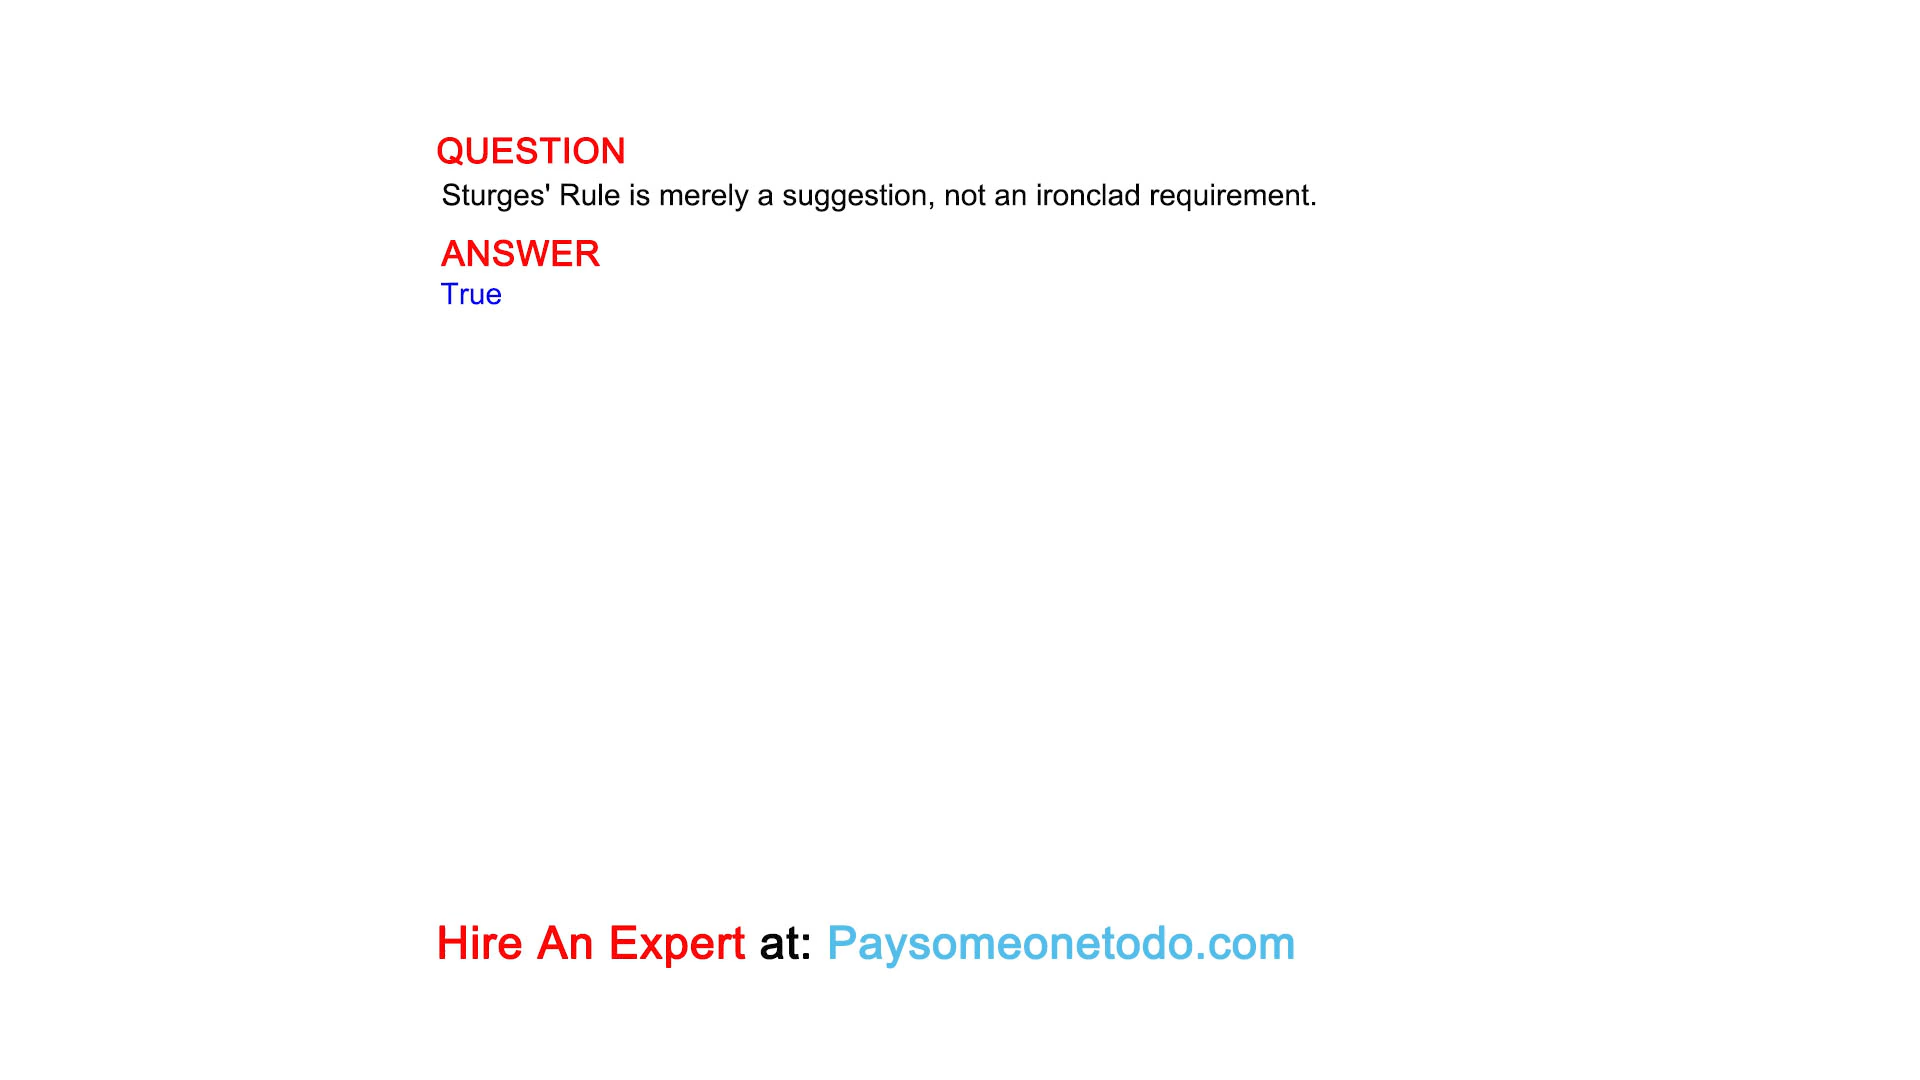 QUESTION
Sturges' Rule is merely a suggestion, not an ironclad requirement.
ANSWER
True
Hire An Expert at: Paysomeonetodo.com